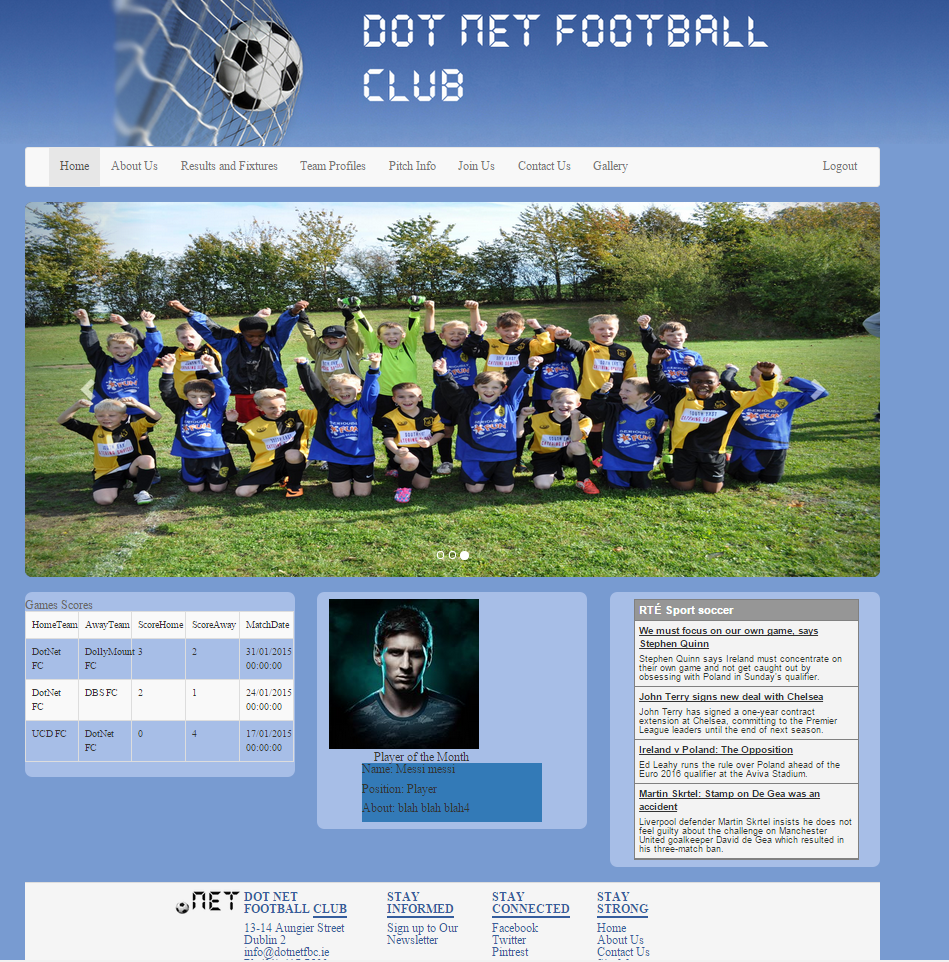 DOT NET FOOTBALL
CLUB
Home About Us Results and Fixtures Team Profiles Pitch Info Join Us Contact Us Gallery Logout
Games Scores
HomeTeam AwayTeam ScoreHome ScoreAway MatchDate
DotNet FC DollyMount FC 3 2 31/01/2015 00:00:00
DotNet FC DBS FC 2 1 24/01/2015 00:00:00
UCD FC DotNet FC 0 4 17/01/2015 00:00:00
Player of the Month
Name: Messi messi
Position: Player
About: blah blah blah4
RTÉ Sport soccer
We must focus on our own game, says
Stephen Quinn
Stephen Quinn says Ireland must concentrate on
their own game and not get caught out by
obsessing with Poland in Sunday's qualifier.
John Terry signs new deal with Chelsea
John Terry has signed a one-year contract
extension at Chelsea, committing to the Premier
League leaders until the end of next season.
Ireland v Poland: The Opposition
Ed Leahy runs the rule over Poland ahead of the
Euro 2016 qualifier at the Aviva Stadium.
Martin Skrtel: Stamp on De Gea was an
accident
Liverpool defender Martin Skrtel insists he does not
feel guilty about the challenge on Manchester
United goalkeeper David de Gea which resulted in
his three-match ban.
.NET
DOT NET
FOOTBALL CLUB
13-14 Aungier Street
Dublin 2
info@dotnetfbc.ie
STAY
INFORMED
Sign up to Our
Newsletter
STAY
CONNECTED
Facebook
Twitter
Pintrest
STAY
STRONG
Home
About Us
Contact Us